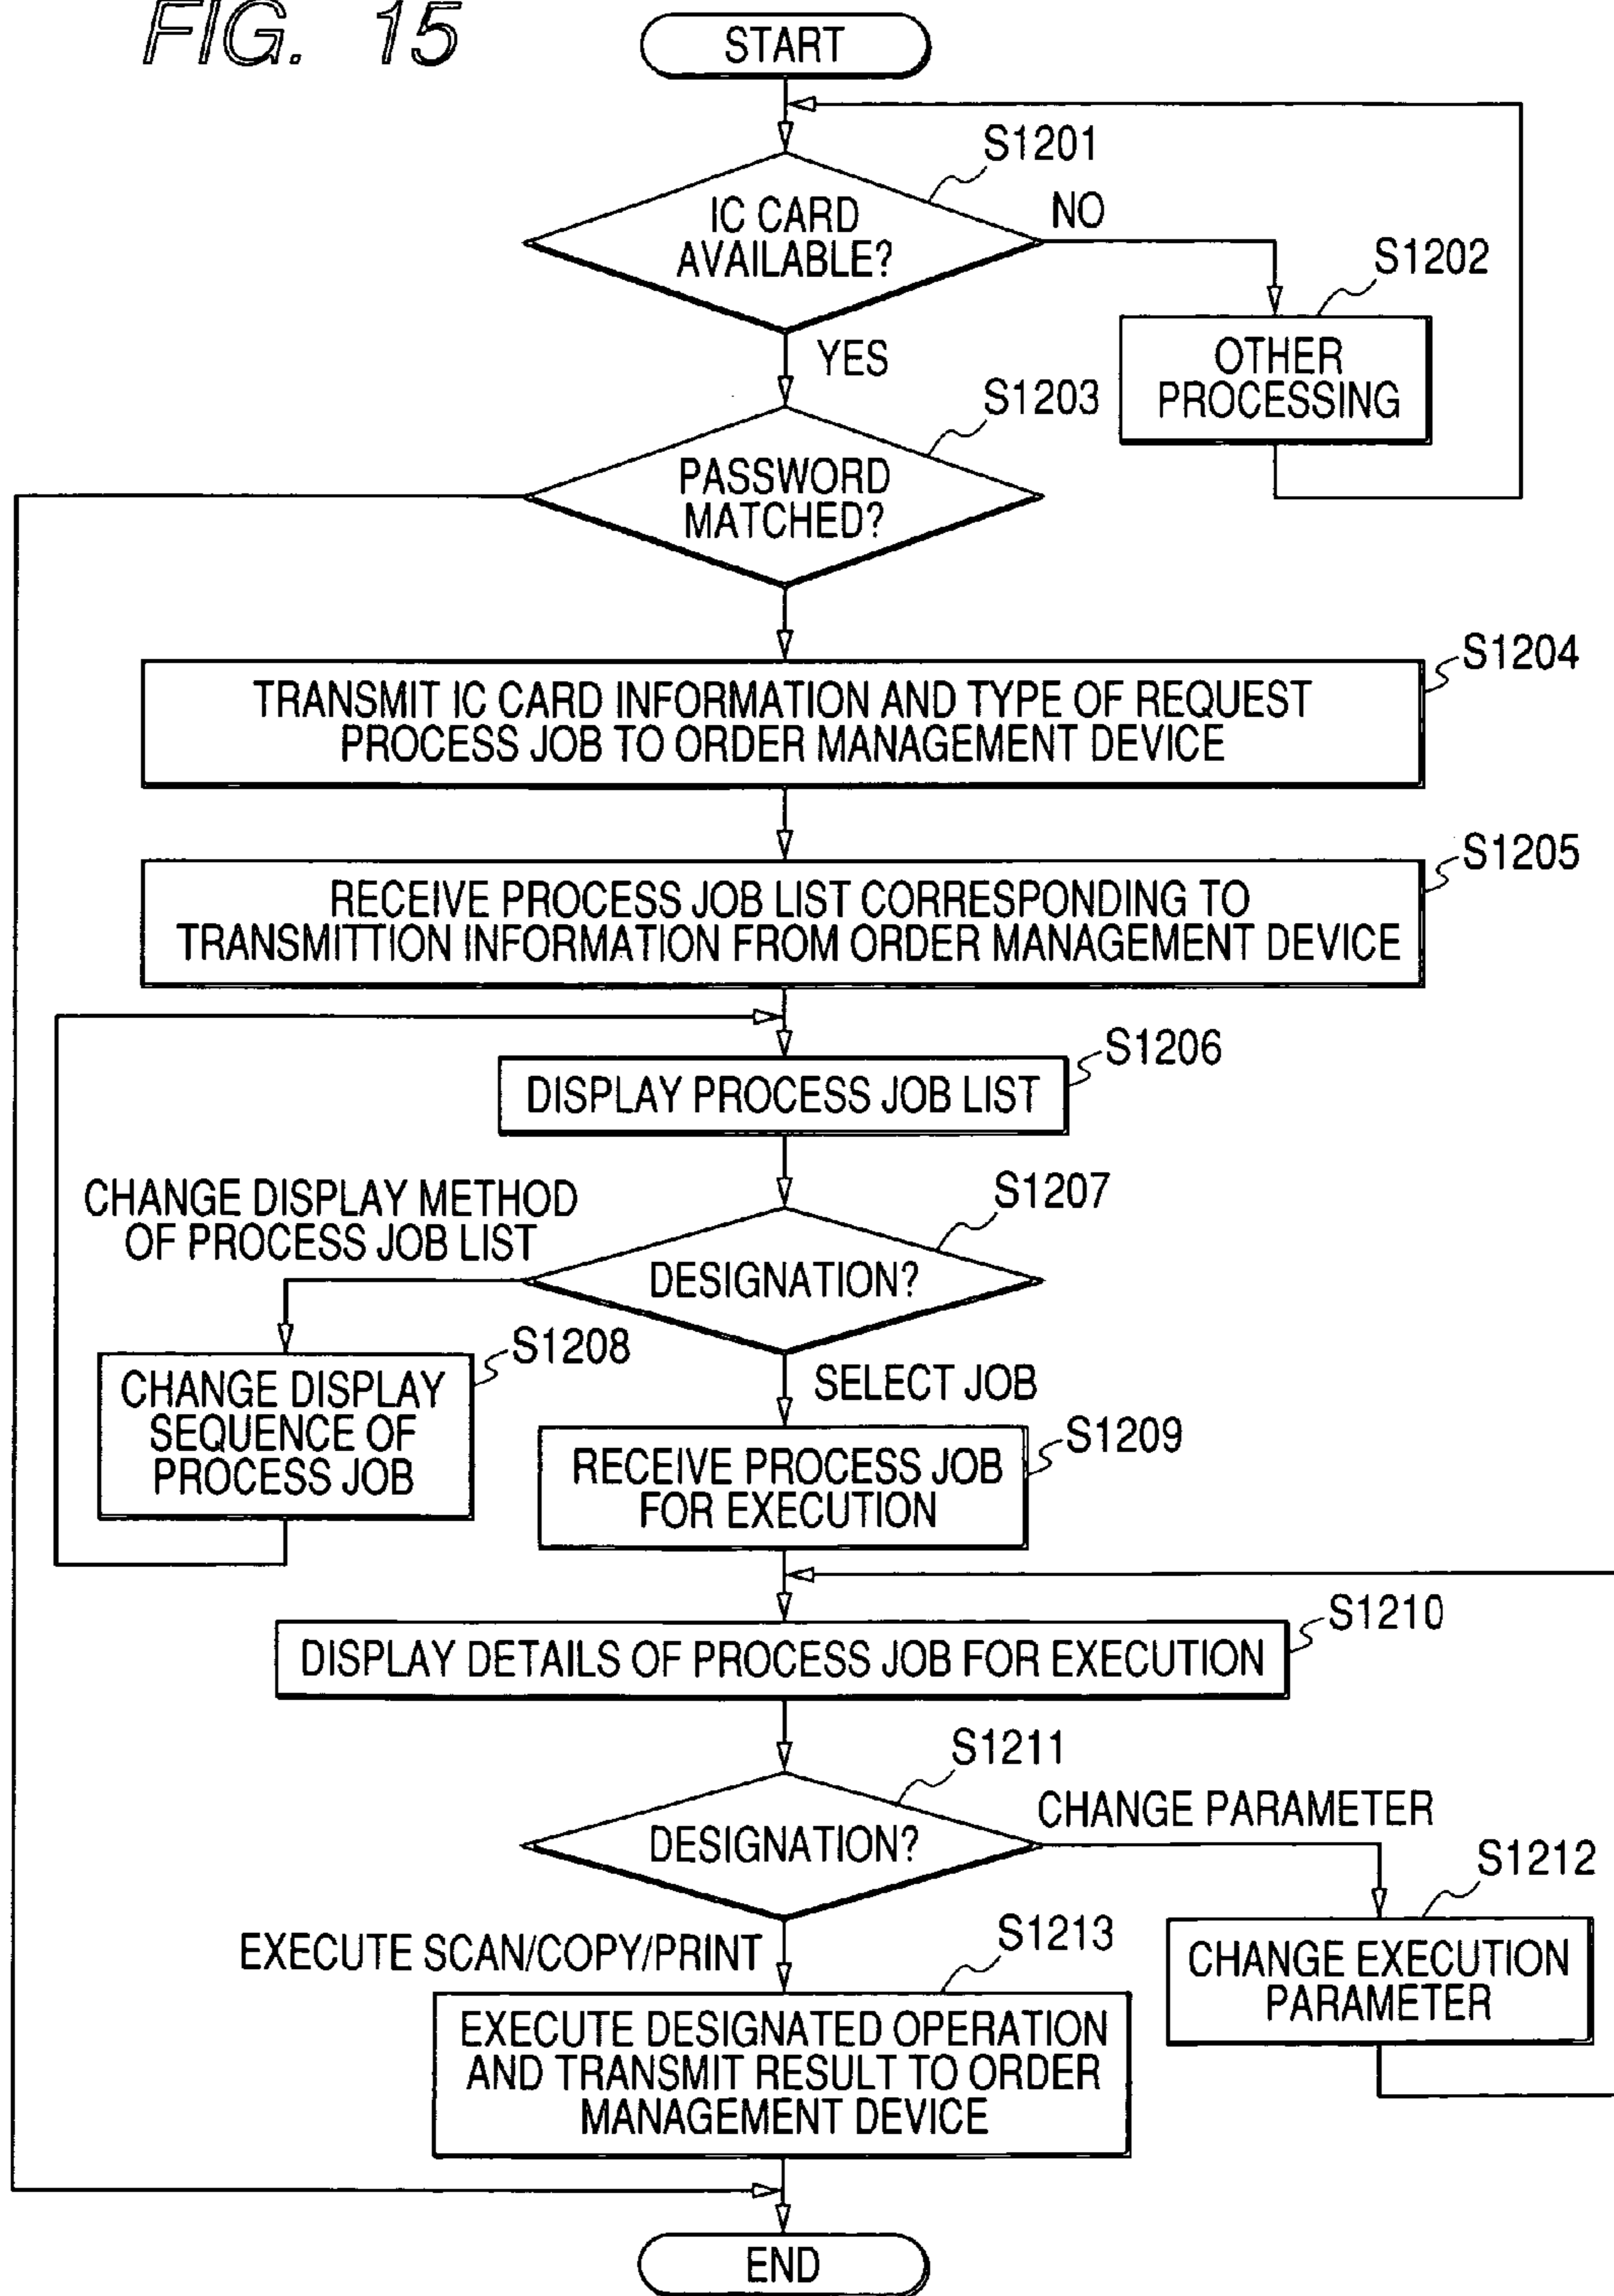 FIG. 15
START
S1201
IC CARD
AVAILABLE?
NO
S1202
OTHER
PROCESSING
YES
S1203
PASSWORD
MATCHED?
S1204
TRANSMIT IC CARD INFORMATION AND TYPE OF REQUEST
PROCESS JOB TO ORDER MANAGEMENT DEVICE
S1205
RECEIVE PROCESS JOB LIST CORRESPONDING TO
TRANSMITTION INFORMATION FROM ORDER MANAGEMENT DEVICE
S1206
DISPLAY PROCESS JOB LIST
S1207
CHANGE DISPLAY METHOD
OF PROCESS JOB LIST
DESIGNATION?
S1208
CHANGE DISPLAY
SEQUENCE OF
PROCESS JOB
SELECT JOB
S1209
RECEIVE PROCESS JOB
FOR EXECUTION
S1210
DISPLAY DETAILS OF PROCESS JOB FOR EXECUTION
S1211
DESIGNATION?
CHANGE PARAMETER
S1212
CHANGE EXECUTION
PARAMETER
EXECUTE SCAN/COPY/PRINT
S1213
EXECUTE DESIGNATED OPERATION
AND TRANSMIT RESULT TO ORDER
MANAGEMENT DEVICE
END